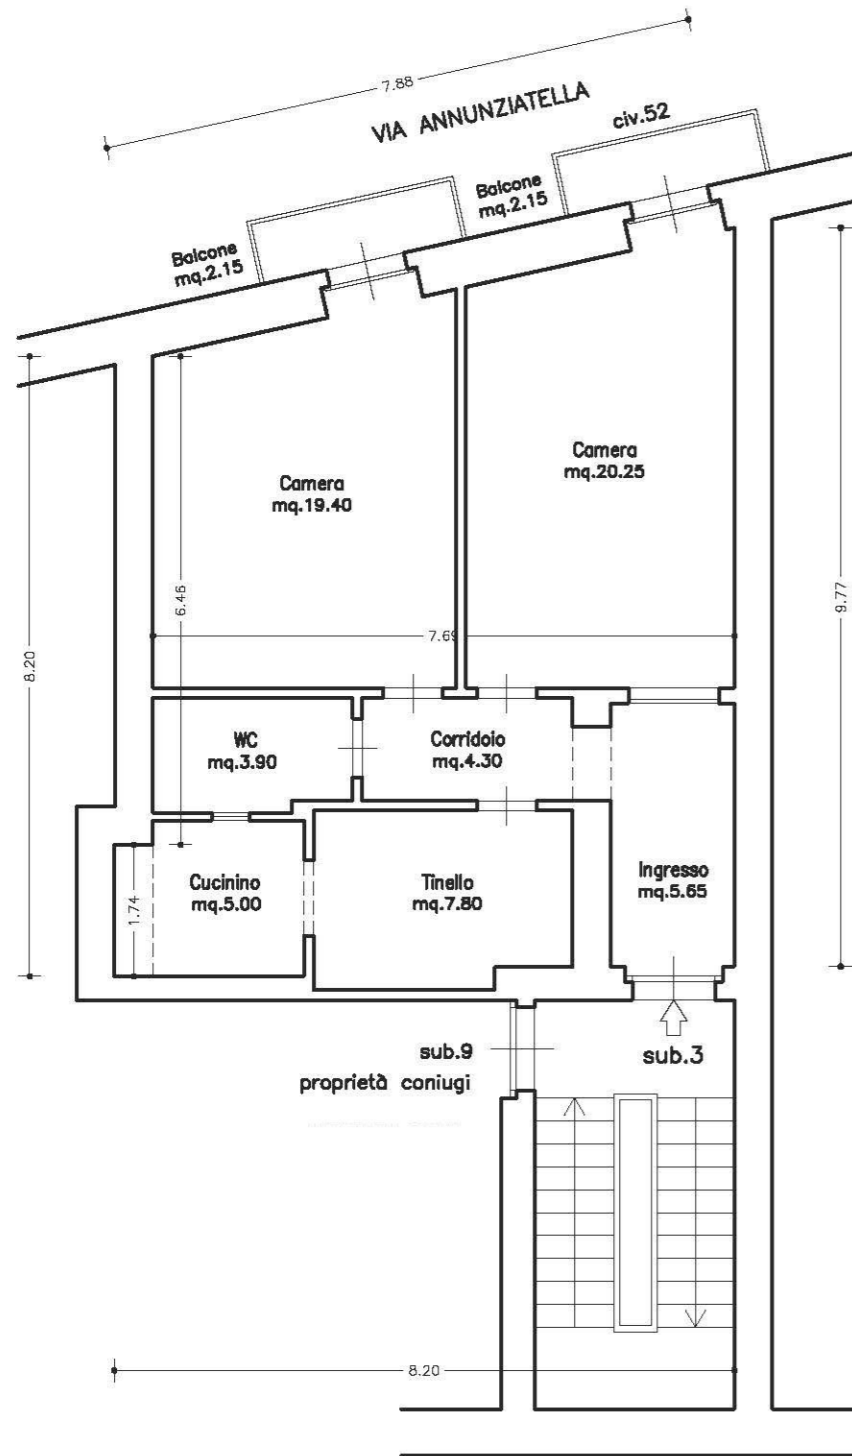 7.88
VIA ANNUNZIATELLA
civ.52
Balcone
mq.2.15
Balcone
mq.2.15
Camera
mq.20.25
Camera
mq.19.40
6.46
9.77
7.69
8.20
WC
mq.3.90
Corridoio
mq.4.30
Cucinino
mq.5.00
Tinello
mq.7.80
Ingresso
mq.5.65
1.74
sub.9
proprietà coniugi
sub.3
8.20